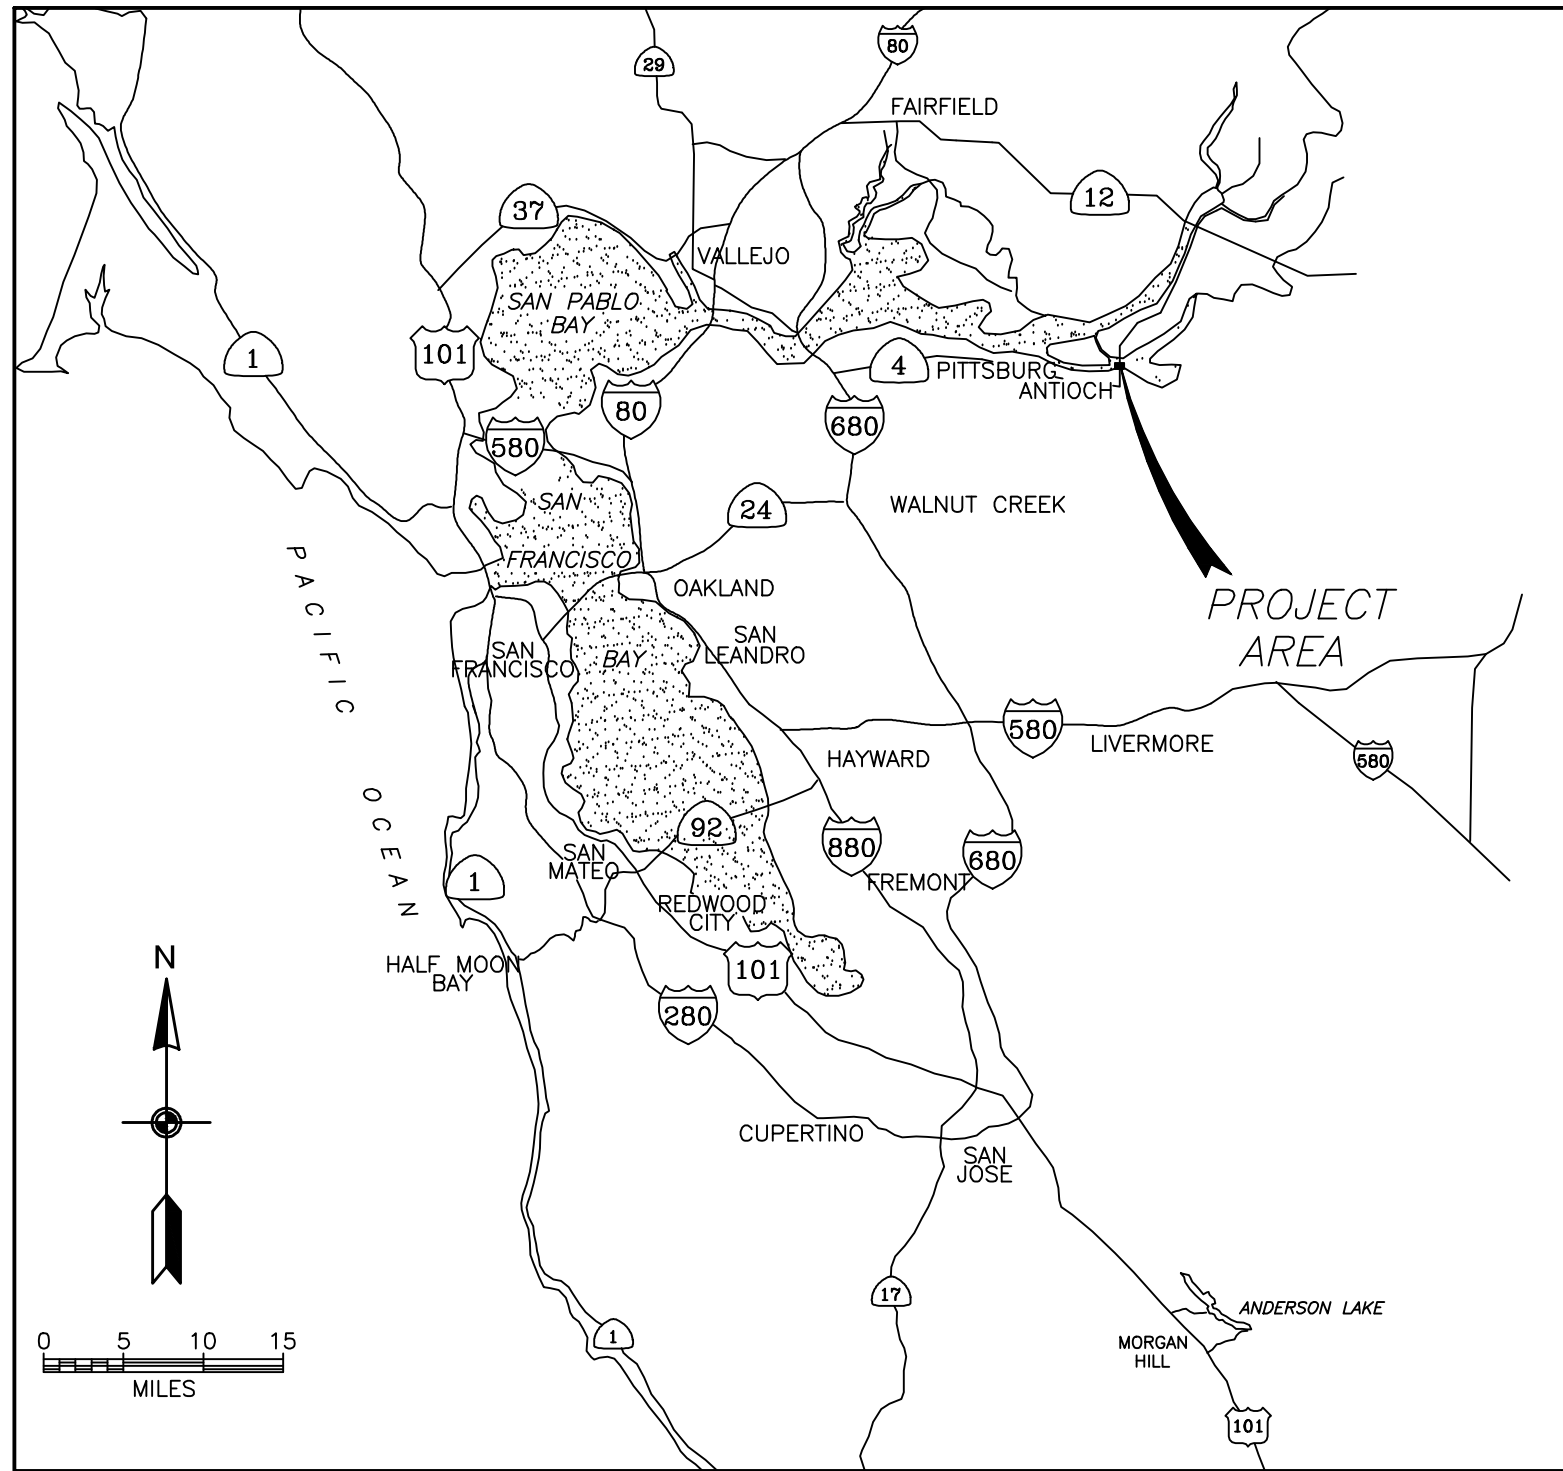 80
29
FAIRFIELD
12
37
VALLEJO
SAN PABLO
BAY
1
101
4
PITTSBURG
ANTIOCH
80
680
580
SAN
24
WALNUT CREEK
FRANCISCO
OAKLAND
PACIFIC OCEAN
PROJECT
AREA
SAN
LEANDRO
SAN
FRANCISCO
BAY
580
LIVERMORE
HAYWARD
580
92
880
680
SAN
MATEO
1
FREMONT
REDWOOD
CITY
N
HALF MOON
BAY
101
280
CUPERTINO
SAN
JOSE
17
ANDERSON LAKE
1
MORGAN
HILL
0 5 10 15
MILES
101